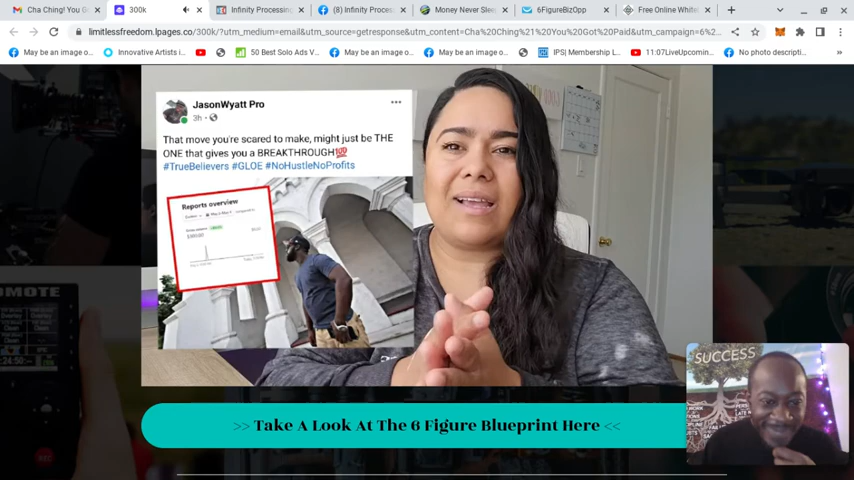 Cha Ching! You G
300k
Infinity Processing
(8) Infinity Proces
Money Never Slee
6FigureBizOpp
Free Online White
limitlessfreedom.lpages.co/300k/?utm_medium=email&utm_source=getresponse&utm_content=Cha%20Ching%21%20You%20Got%20Paid&utm_campaign=6%2...
May be an image o...
Innovative Artists i...
50 Best Solo Ads V...
May be an image o...
May be an image o...
IPS| Membership L...
11:07LiveUpcomin...
No photo descripti...
JasonWyatt Pro
3h
That move you're scared to make, might just be THE
ONE that gives you a BREAKTHROUGH💯
#TrueBelievers #GLOE #NoHustleNoProfits
Reports overview
>> Take A Look At The 6 Figure Blueprint Here <<
SUCCESS